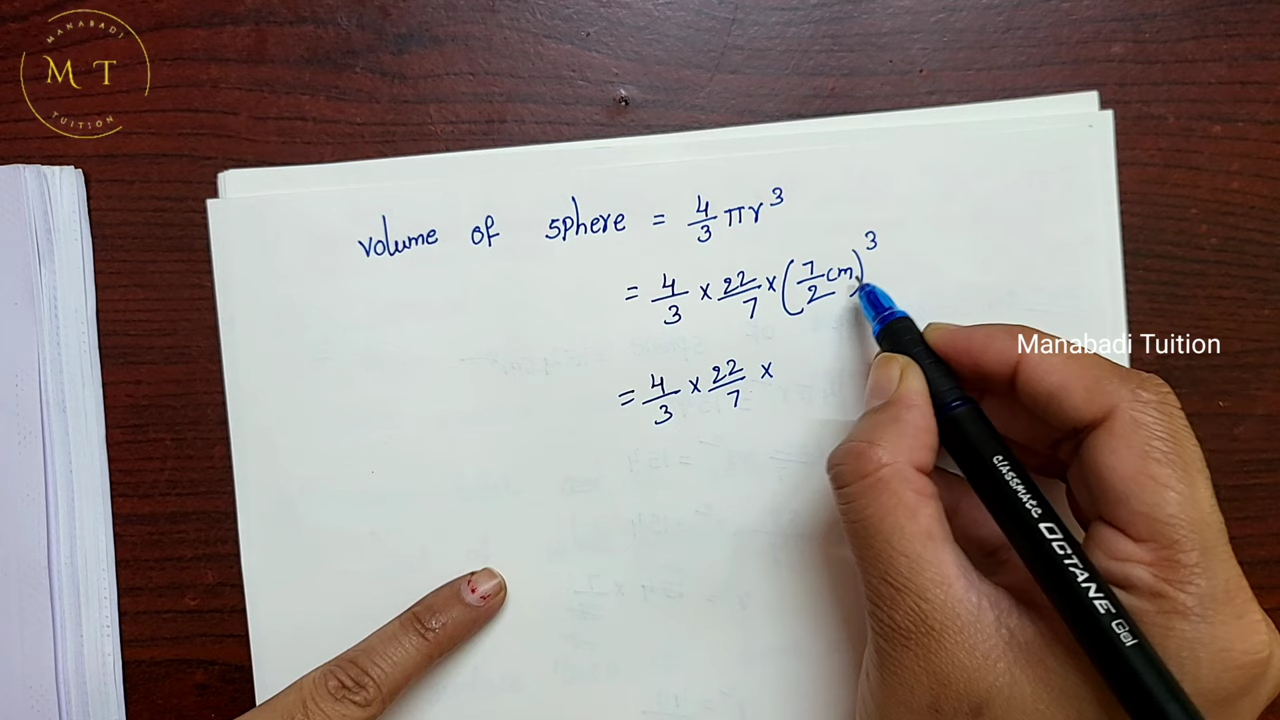 MANABADI
M T
TUITION
volume of sphere = 4/3 πr³
= 4/3 × 22/7 × (7/2 cm)³
Manabadi Tuition
= 4/3 × 22/7 ×
CLASSMATE OCTANE Gel